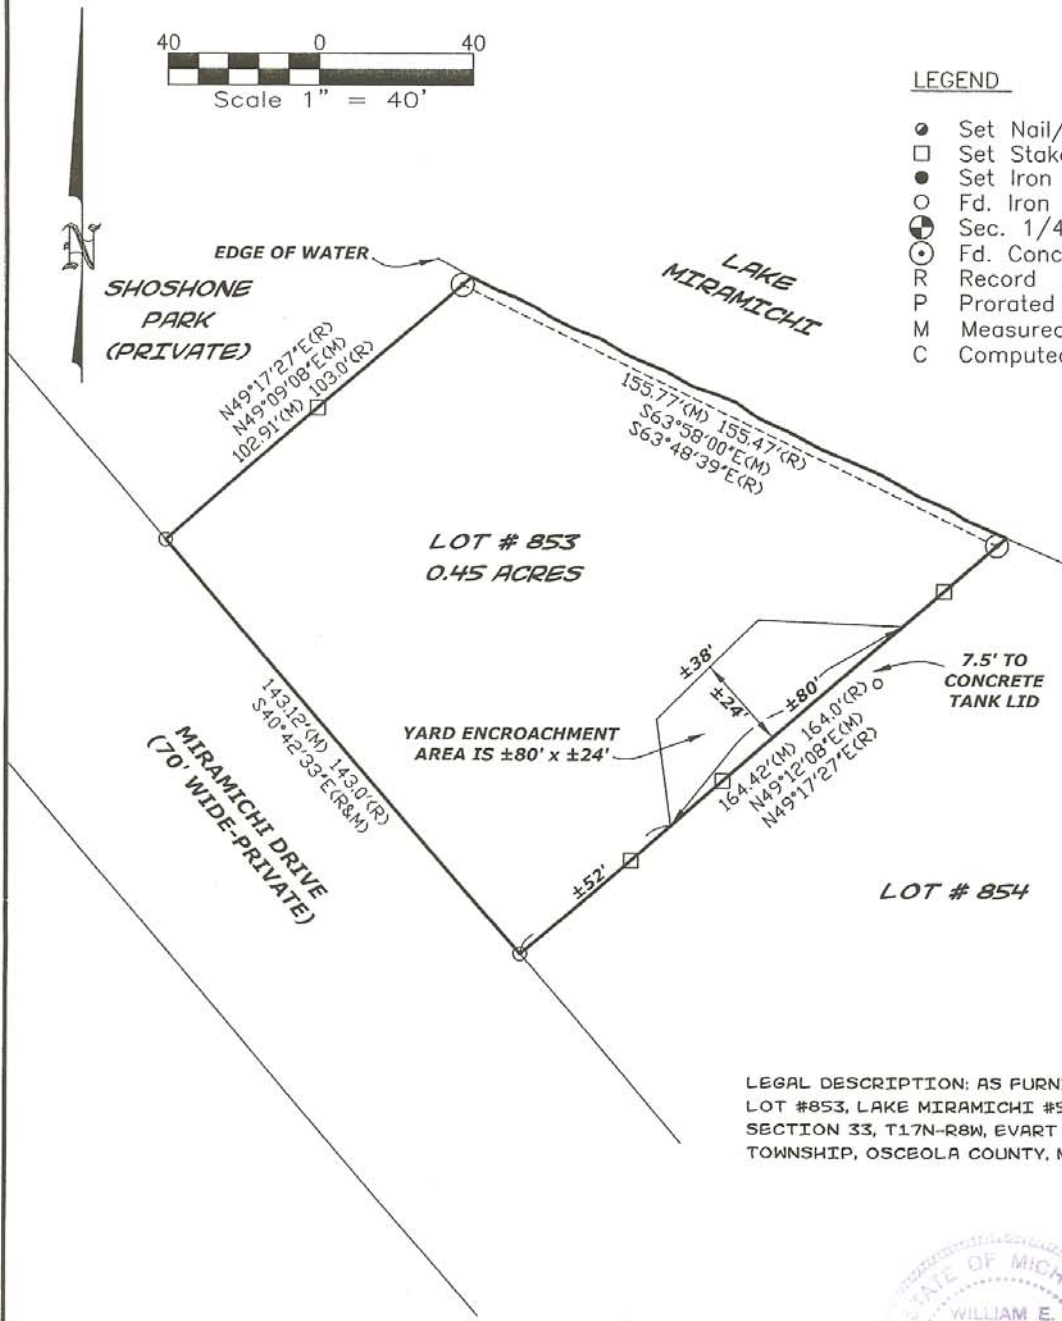 40 0 40
Scale 1" = 40'
LEGEND
Set Nail/
Set Stake
Set Iron
Fd. Iron
Sec. 1/4
Fd. Conc
R Record
P Prorated
M Measured
C Computed
N
EDGE OF WATER
SHOSHONE
PARK
(PRIVATE)
LAKE
MIRAMICHI
N49°17'27"E(R)
N49°09'08"E(M)
102.91'(M) 103.0'(R)
155.77'(M) 155.47'(R)
S63°58'00"E(M)
S63°48'39"E(R)
LOT # 853
0.45 ACRES
±38'
±24'
±80'
7.5' TO
CONCRETE
TANK LID
YARD ENCROACHMENT
AREA IS ±80' x ±24'
164.42'(M) 164.0'(R)
N49°12'08"E(M)
N49°17'27"E(R)
143.12'(M) 143.0'(R)
S40°42'33"E(R&M)
MIRAMICHI DRIVE
(70' WIDE-PRIVATE)
±52'
LOT # 854
LEGAL DESCRIPTION: AS FURN
LOT #853, LAKE MIRAMICHI #
SECTION 33, T17N-R8W, EVART
TOWNSHIP, OSCEOLA COUNTY,
STATE OF MICH
WILLIAM E.